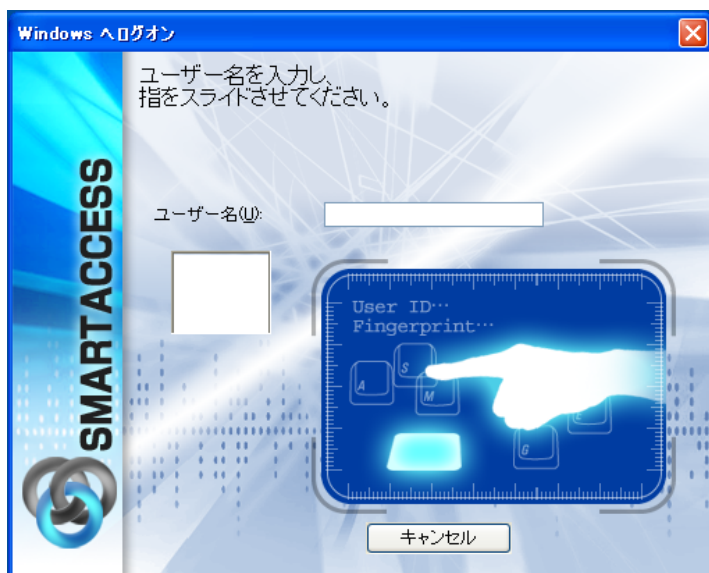 Windows へログオン
ユーザー名を入力し、
指をスライドさせてください。
SMARTACCESS
ユーザー名(U):
User ID…
Fingerprint…
A
S
M
G
E
キャンセル